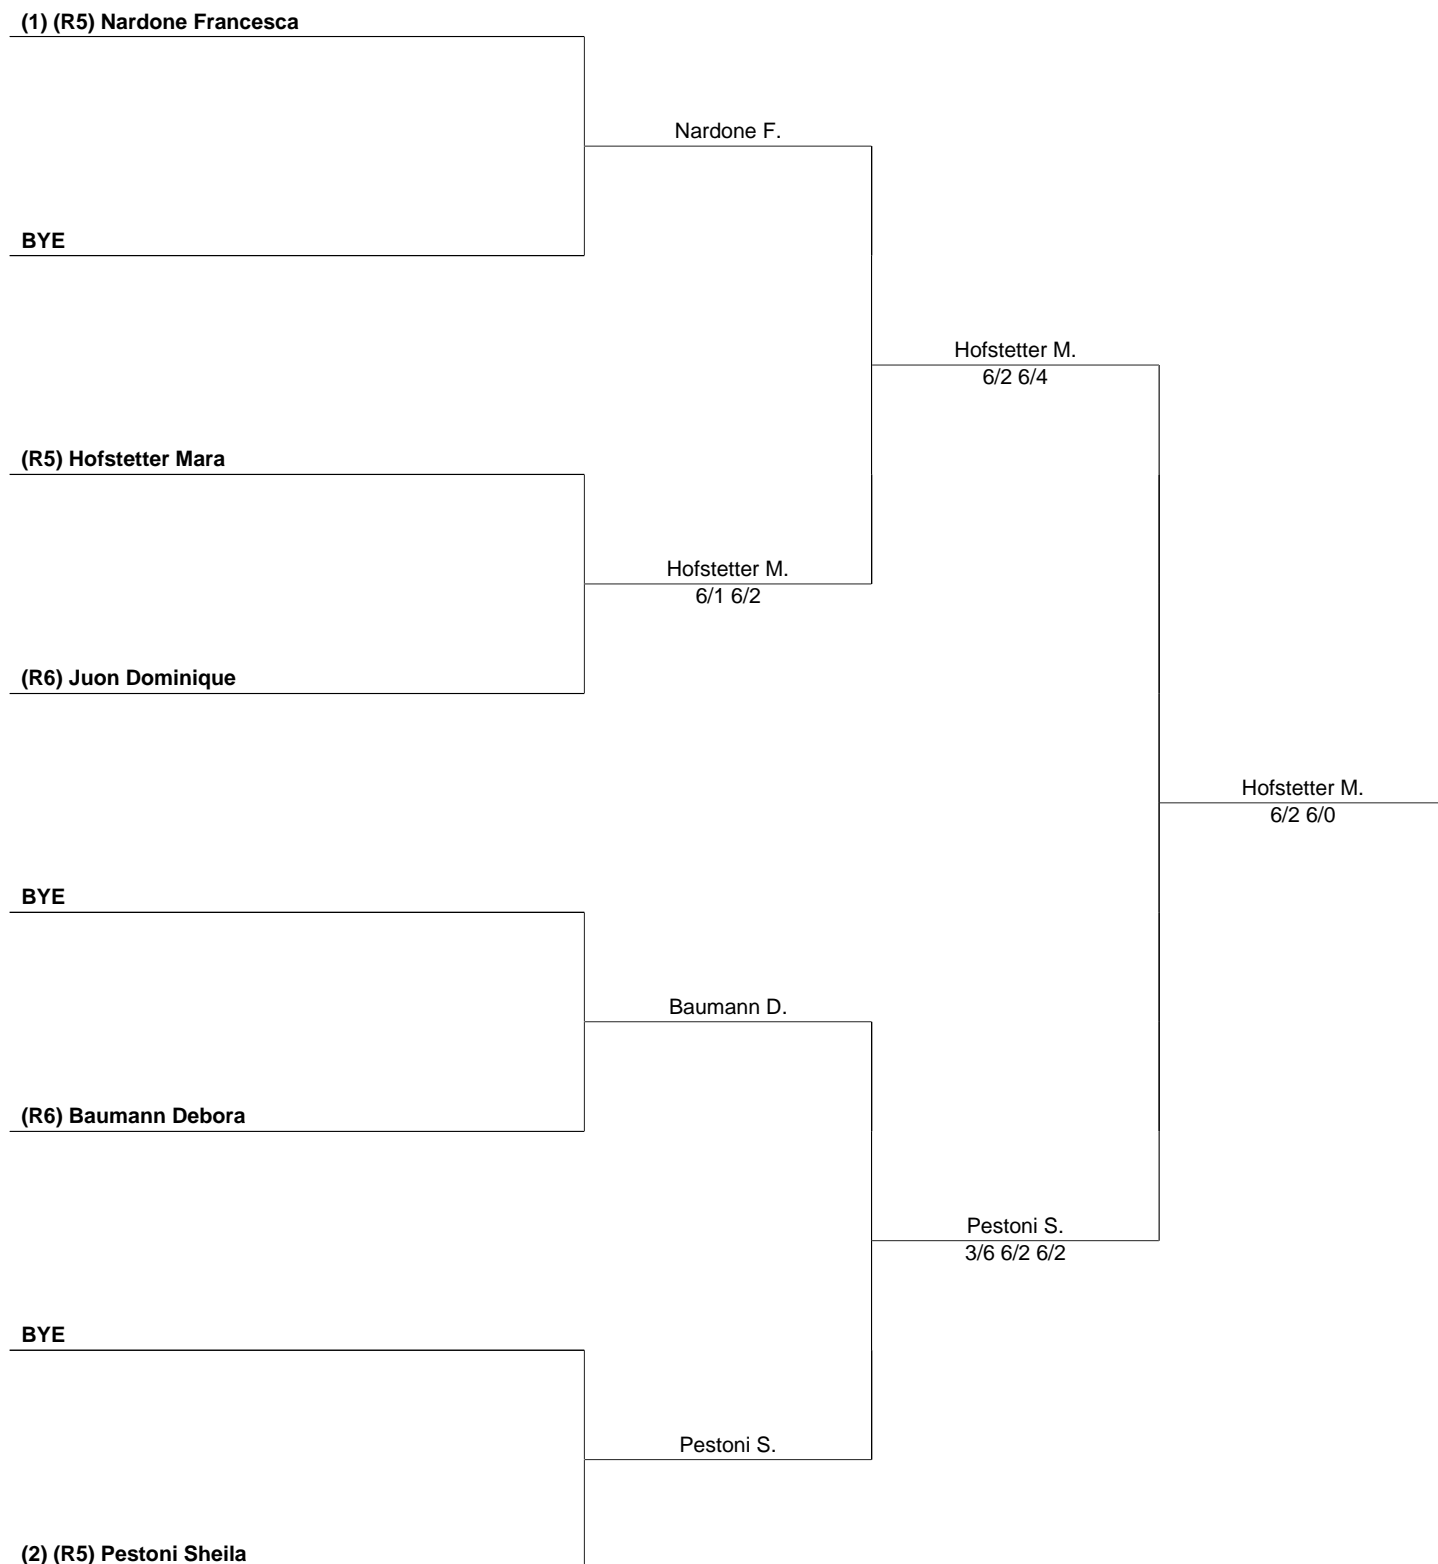 (1) (R5) Nardone Francesca
Nardone F.
BYE
Hofstetter M.
6/2 6/4
(R5) Hofstetter Mara
Hofstetter M.
6/1 6/2
(R6) Juon Dominique
Hofstetter M.
6/2 6/0
BYE
Baumann D.
(R6) Baumann Debora
Pestoni S.
3/6 6/2 6/2
BYE
Pestoni S.
(2) (R5) Pestoni Sheila